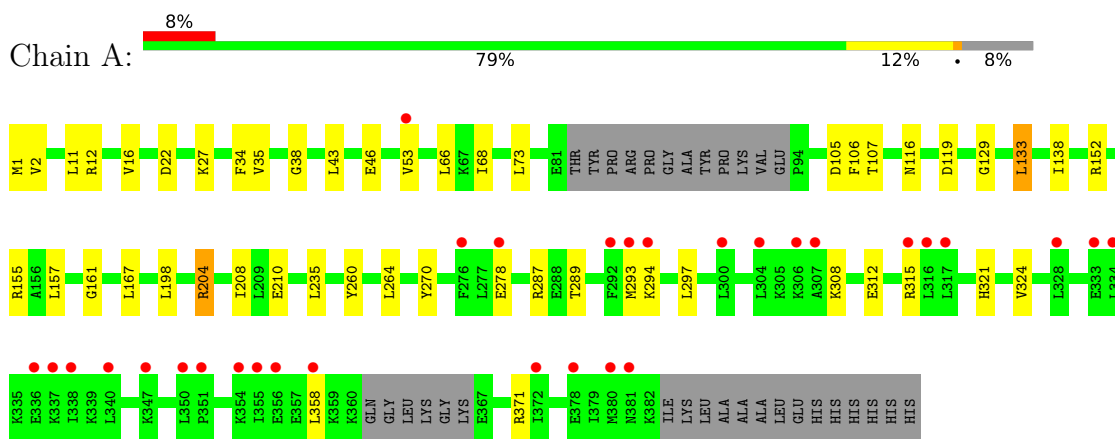 8%
Chain A:
79% 12% • 8%
M1 V2 L11 R12 V16 D22 K27 F34 V35 G38 L43 E46 V53 L66 K67 I68 L73 E81 THR TYR PRO ARG PRO GLY ALA TYR PRO LYS VAL GLU P94 D105 F106 T107 N116 D119 G129 L133 I138 R152
R155 A156 L157 G161 L167 L198 R204 I208 L209 E210 L235 Y260 L264 Y270 F276 L277 E278 R287 E288 T289 F292 M293 K294 L297 L300 L304 K305 K306 A307 K308 E312 R315 L316 L317 H321 V324 L328 E333 L334
K335 E336 K337 I338 K339 L340 K347 L350 P351 K354 I355 E356 E357 L358 K359 K360 GLN GLY LEU LYS GLY LYS E367 R371 I372 E378 I379 M380 N381 K382 ILE LYS LEU ALA ALA ALA LEU GLU HIS HIS HIS HIS HIS HIS